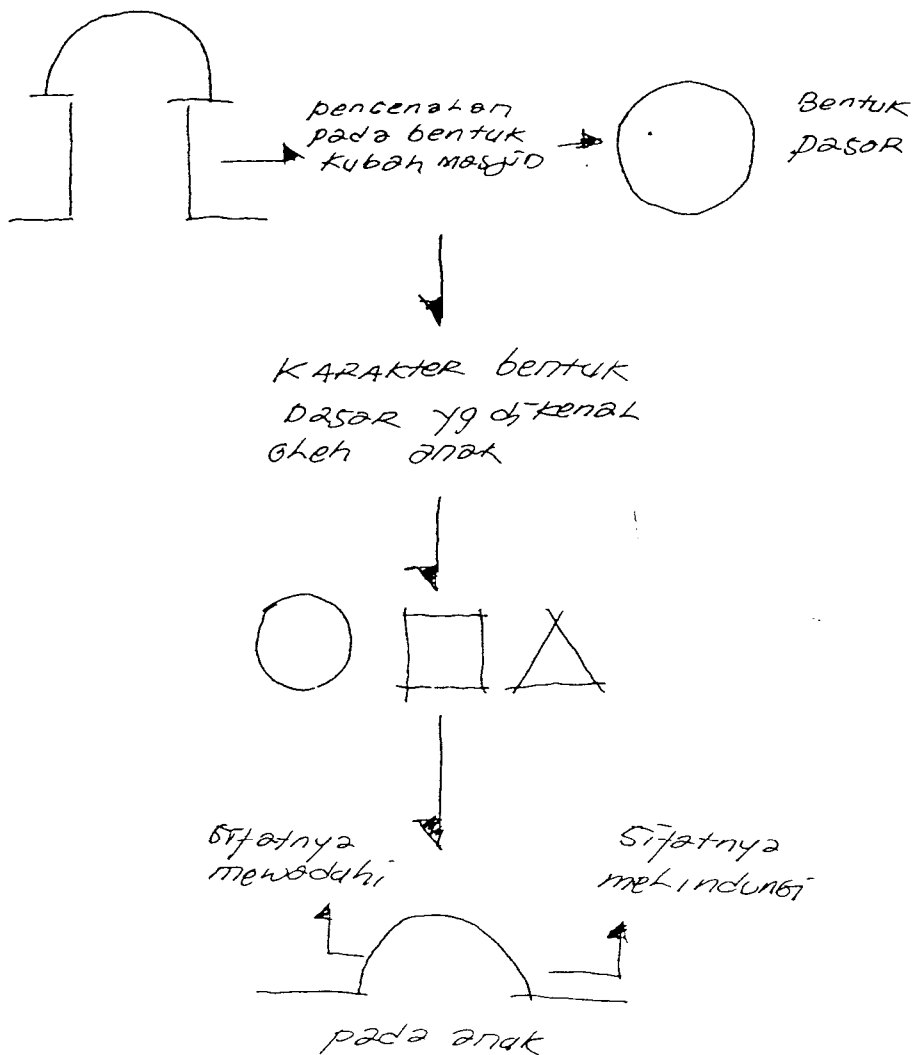 pengenalan
pada bentuk
kubah masjid
Bentuk
Dasar
KARAKter bentuk
Dasar yg di-kenal
oleh anak
sifatnya
mewadahi
sifatnya
melindungi
pada anak